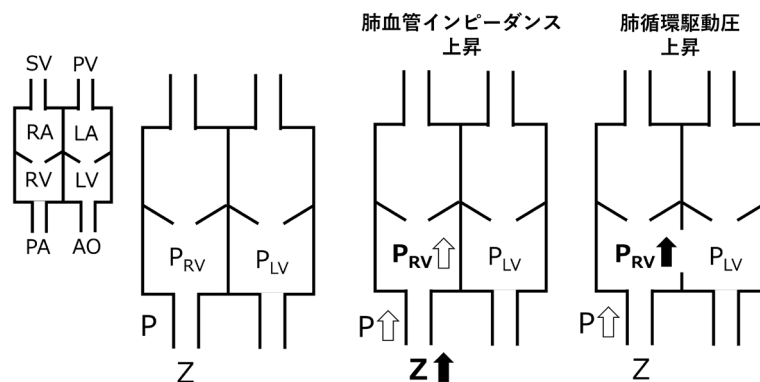 肺血管インピーダンス
上昇
肺循環駆動圧
上昇
SV PV
RA LA
RV LV
PA AO
PRV PLV
P
Z
PRV⇧ PLV
P⇧
Z⬆
PRV⬆ PLV
P⇧
Z